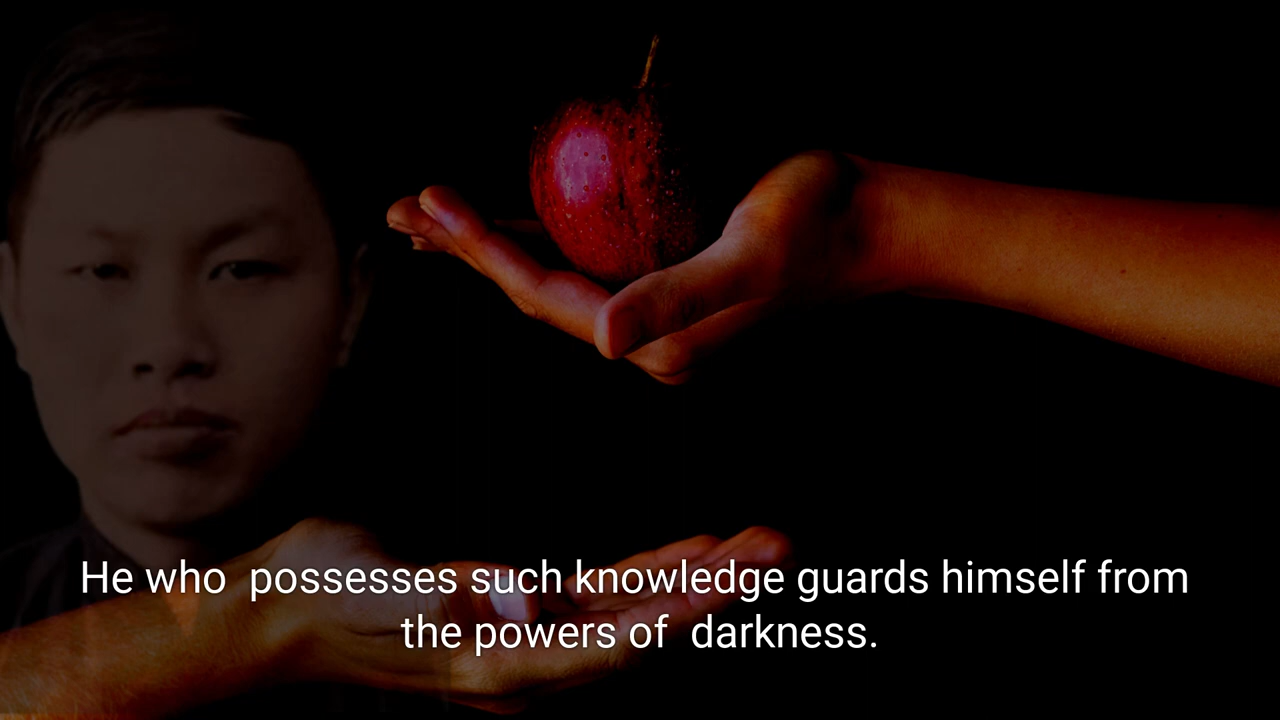 He who  possesses such knowledge guards himself from
the powers of  darkness.